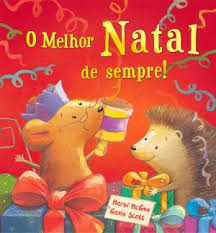 O Melhor Natal
de sempre!
Marni McGee
Gavin Scott